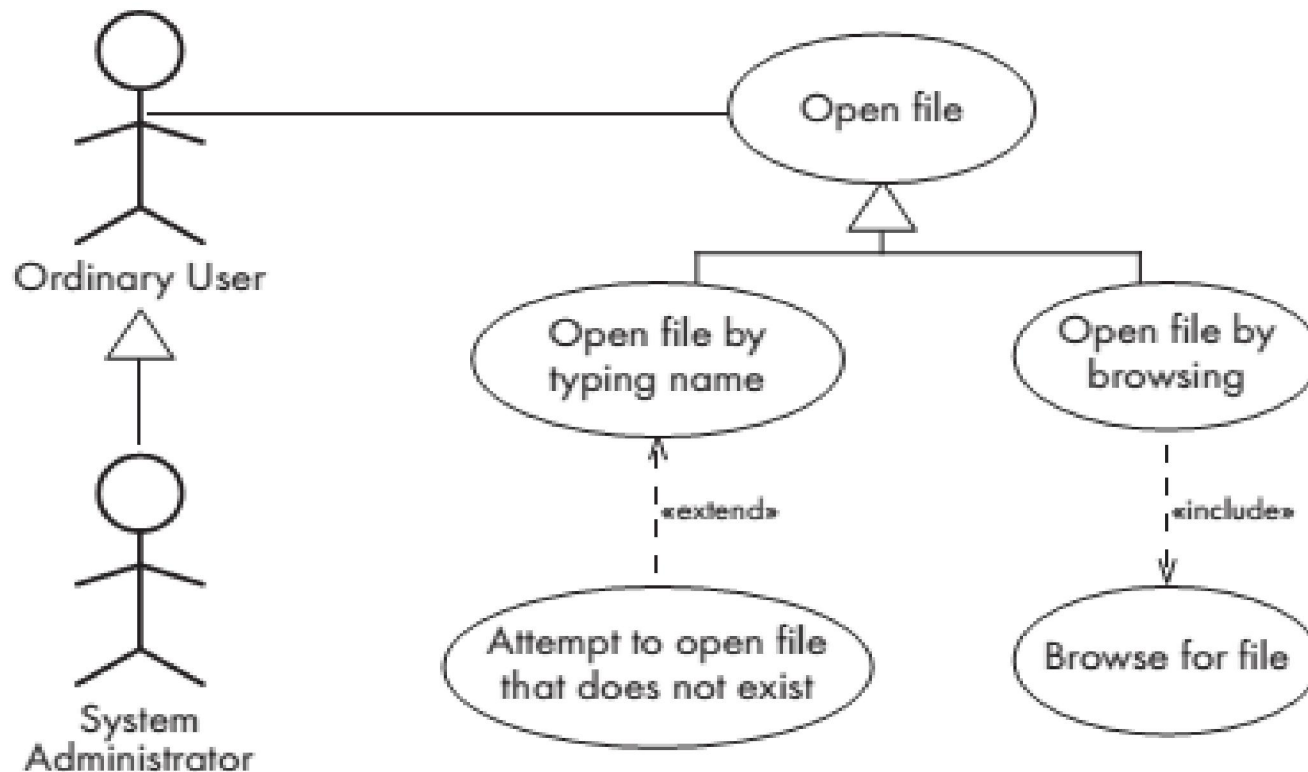 Open file
Ordinary User
Open file by
typing name
Open file by
browsing
«extend»
«include»
Attempt to open file
that does not exist
Browse for file
System
Administrator